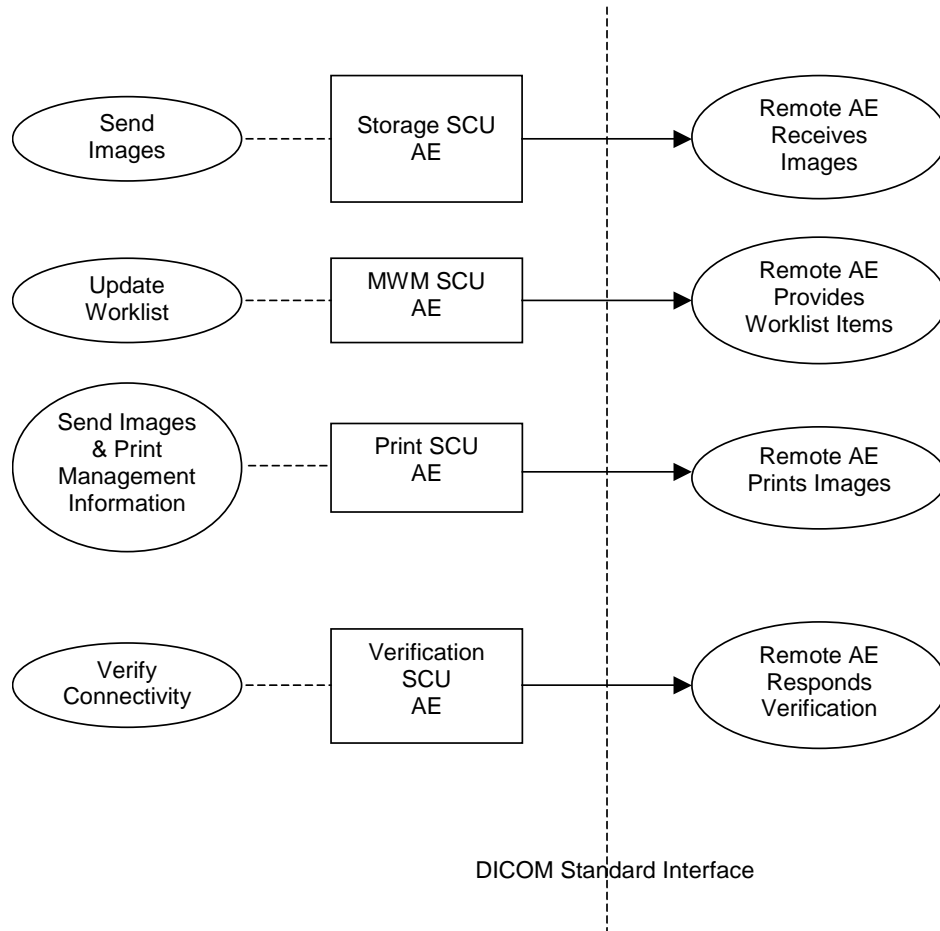 Send
Images
Storage SCU
AE
Remote AE
Receives
Images
Update
Worklist
MWM SCU
AE
Remote AE
Provides
Worklist Items
Send Images
& Print
Management
Information
Print SCU
AE
Remote AE
Prints Images
Verify
Connectivity
Verification
SCU
AE
Remote AE
Responds
Verification
DICOM Standard Interface